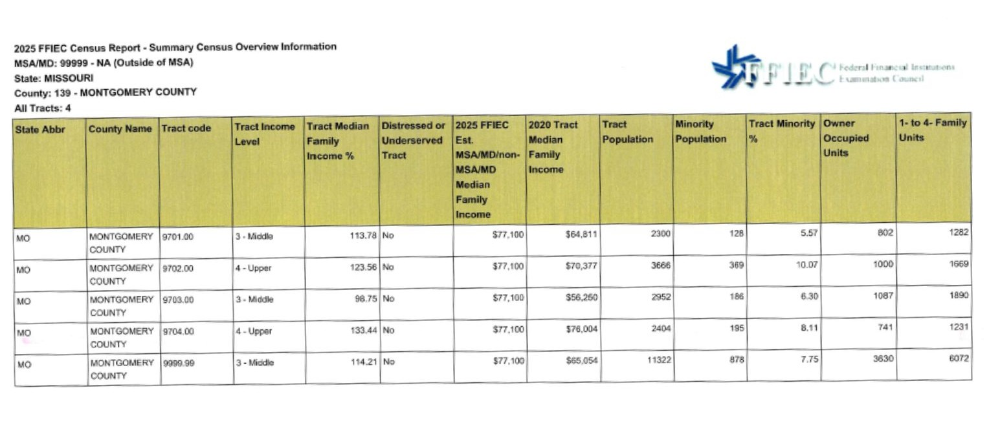 2025 FFIEC Census Report - Summary Census Overview Information
MSA/MD: 99999 - NA (Outside of MSA)
State: MISSOURI
County: 139 - MONTGOMERY COUNTY
All Tracts: 4
FFIEC Federal Financial Institutions
Examination Council
State Abbr County Name Tract code Tract Income Level Tract Median Family Income % Distressed or Underserved Tract 2025 FFIEC Est. MSA/MD/non-MSA/MD Median Family Income 2020 Tract Median Family Income Tract Population Minority Population Tract Minority % Owner Occupied Units 1- to 4- Family Units
MO MONTGOMERY COUNTY 9701.00 3 - Middle 113.78 No $77,100 $64,811 2300 128 5.57 802 1282
MO MONTGOMERY COUNTY 9702.00 4 - Upper 123.56 No $77,100 $70,377 3666 369 10.07 1000 1669
MO MONTGOMERY COUNTY 9703.00 3 - Middle 98.75 No $77,100 $56,250 2952 186 6.30 1087 1890
MO MONTGOMERY COUNTY 9704.00 4 - Upper 133.44 No $77,100 $76,004 2404 195 8.11 741 1231
MO MONTGOMERY COUNTY 9999.99 3 - Middle 114.21 No $77,100 $65,054 11322 878 7.75 3630 6072